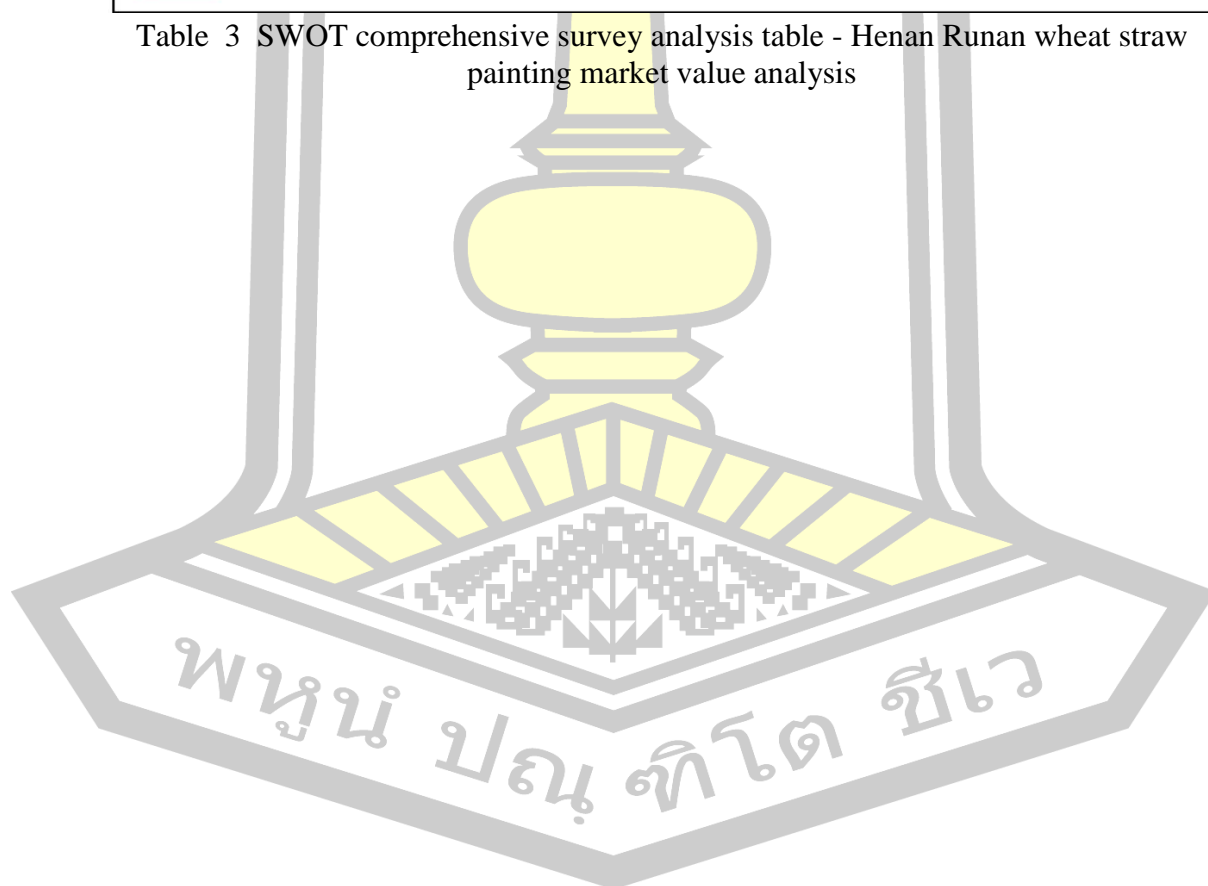 Table 3 SWOT comprehensive survey analysis table - Henan Runan wheat straw
painting market value analysis
พหูนํ ปณฺฑิโต ชีเว